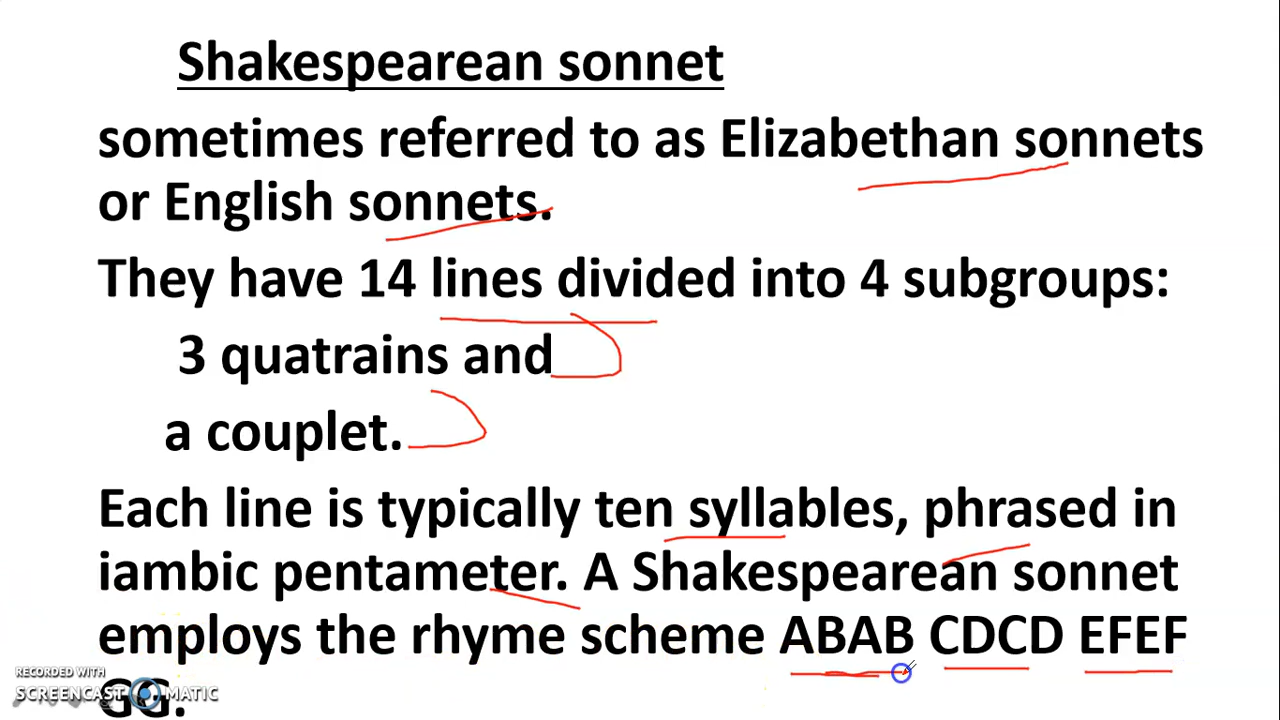 Shakespearean sonnet
sometimes referred to as Elizabethan sonnets
or English sonnets.
They have 14 lines divided into 4 subgroups:
3 quatrains and
a couplet.
Each line is typically ten syllables, phrased in
iambic pentameter. A Shakespearean sonnet
employs the rhyme scheme ABAB CDCD EFEF
GG.
RECORDED WITH
SCREENCAST MATIC